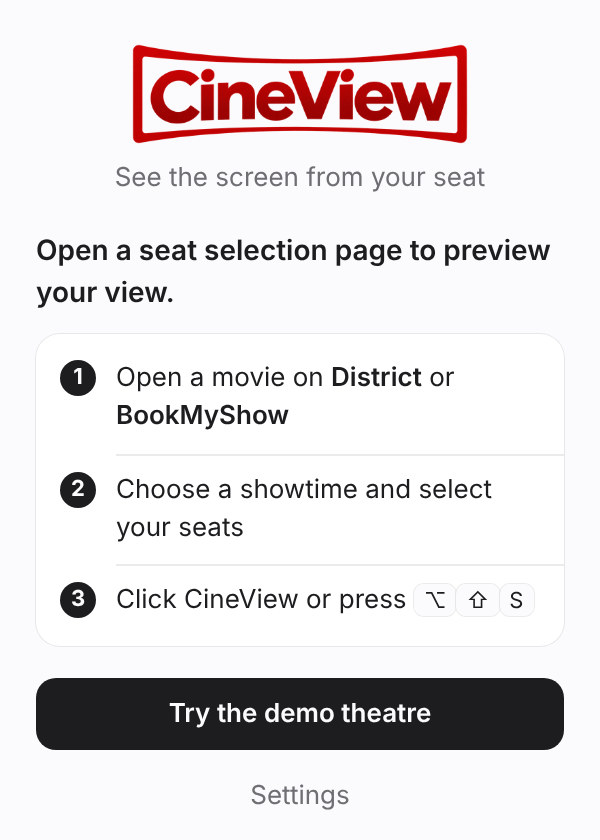 CineView
See the screen from your seat
Open a seat selection page to preview
your view.
1 Open a movie on District or
BookMyShow
2 Choose a showtime and select
your seats
3 Click CineView or press ⌥ ⇧ S
Try the demo theatre
Settings